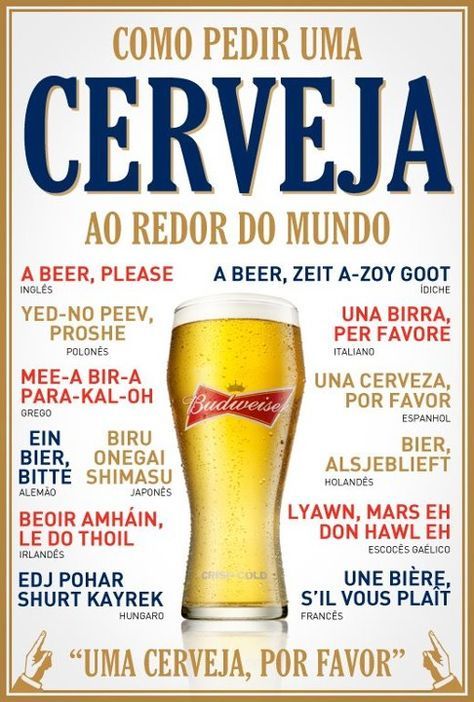 COMO PEDIR UMA
CERVEJA
AO REDOR DO MUNDO
A BEER, PLEASE
INGLÊS
A BEER, ZEIT A-ZOY GOOT
ÍDICHE
YED-NO PEEV,
PROSHE
POLONÊS
UNA BIRRA,
PER FAVORE
ITALIANO
MEE-A BIR-A
PARA-KAL-OH
GREGO
UNA CERVEZA,
POR FAVOR
ESPANHOL
EIN
BIER,
BITTE
ALEMÃO
BIRU
ONEGAI
SHIMASU
JAPONÊS
BIER,
ALSJEBLIEFT
HOLANDÊS
BEOIR AMHÁIN,
LE DO THOIL
IRLANDÊS
LYAWN, MARS EH
DON HAWL EH
ESCOCÊS GAÉLICO
EDJ POHAR
SHURT KAYREK
HUNGARO
UNE BIÈRE,
S'IL VOUS PLAÎT
FRANCÊS
Budweiser
CRISP COLD
"UMA CERVEJA, POR FAVOR"